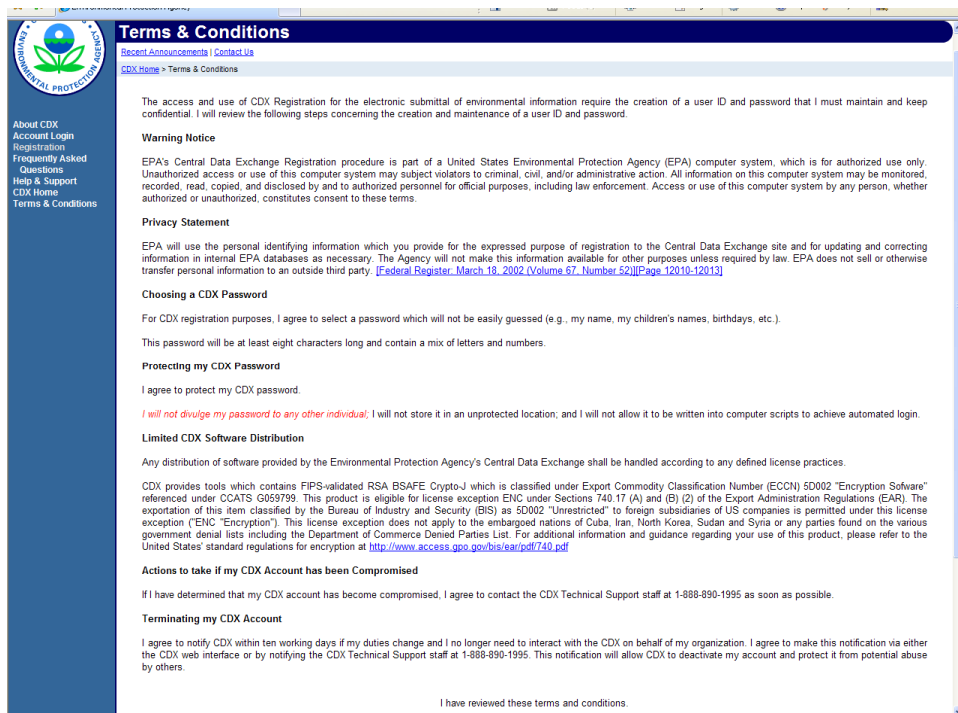 Terms & Conditions
Recent Announcements | Contact Us
CDX Home > Terms & Conditions
ENVIRONMENTAL PROTECTION AGENCY
About CDX
Account Login
Registration
Frequently Asked
Questions
Help & Support
CDX Home
Terms & Conditions
The access and use of CDX Registration for the electronic submittal of environmental information require the creation of a user ID and password that I must maintain and keep
confidential. I will review the following steps concerning the creation and maintenance of a user ID and password.
Warning Notice
EPA's Central Data Exchange Registration procedure is part of a United States Environmental Protection Agency (EPA) computer system, which is for authorized use only.
Unauthorized access or use of this computer system may subject violators to criminal, civil, and/or administrative action. All information on this computer system may be monitored,
recorded, read, copied, and disclosed by and to authorized personnel for official purposes, including law enforcement. Access or use of this computer system by any person, whether
authorized or unauthorized, constitutes consent to these terms.
Privacy Statement
EPA will use the personal identifying information which you provide for the expressed purpose of registration to the Central Data Exchange site and for updating and correcting
information in internal EPA databases as necessary. The Agency will not make this information available for other purposes unless required by law. EPA does not sell or otherwise
transfer personal information to an outside third party. [Federal Register: March 18, 2002 (Volume 67, Number 52)][Page 12010-12013]
Choosing a CDX Password
For CDX registration purposes, I agree to select a password which will not be easily guessed (e.g., my name, my children's names, birthdays, etc.).
This password will be at least eight characters long and contain a mix of letters and numbers.
Protecting my CDX Password
I agree to protect my CDX password.
I will not divulge my password to any other individual; I will not store it in an unprotected location; and I will not allow it to be written into computer scripts to achieve automated login.
Limited CDX Software Distribution
Any distribution of software provided by the Environmental Protection Agency's Central Data Exchange shall be handled according to any defined license practices.
CDX provides tools which contains FIPS-validated RSA BSAFE Crypto-J which is classified under Export Commodity Classification Number (ECCN) 5D002 "Encryption Sofware"
referenced under CCATS G059799. This product is eligible for license exception ENC under Sections 740.17 (A) and (B) (2) of the Export Administration Regulations (EAR). The
exportation of this item classified by the Bureau of Industry and Security (BIS) as 5D002 "Unrestricted" to foreign subsidiaries of US companies is permitted under this license
exception ("ENC "Encryption"). This license exception does not apply to the embargoed nations of Cuba, Iran, North Korea, Sudan and Syria or any parties found on the various
government denial lists including the Department of Commerce Denied Parties List. For additional information and guidance regarding your use of this product, please refer to the
United States' standard regulations for encryption at http://www.access.gpo.gov/bis/ear/pdf/740.pdf
Actions to take if my CDX Account has been Compromised
If I have determined that my CDX account has become compromised, I agree to contact the CDX Technical Support staff at 1-888-890-1995 as soon as possible.
Terminating my CDX Account
I agree to notify CDX within ten working days if my duties change and I no longer need to interact with the CDX on behalf of my organization. I agree to make this notification via either
the CDX web interface or by notifying the CDX Technical Support staff at 1-888-890-1995. This notification will allow CDX to deactivate my account and protect it from potential abuse
by others.
I have reviewed these terms and conditions.